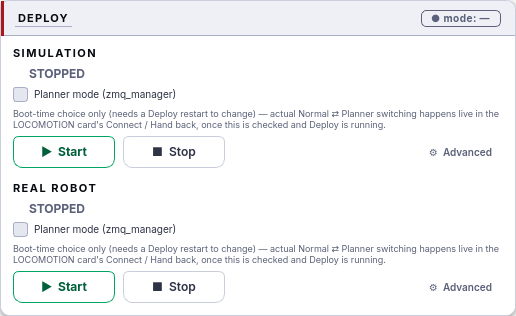 DEPLOY
● mode: —
SIMULATION
STOPPED
Planner mode (zmq_manager)
Boot-time choice only (needs a Deploy restart to change) — actual Normal ⇄ Planner switching happens live in the
LOCOMOTION card's Connect / Hand back, once this is checked and Deploy is running.
▶ Start
■ Stop
⚙ Advanced
REAL ROBOT
STOPPED
Planner mode (zmq_manager)
Boot-time choice only (needs a Deploy restart to change) — actual Normal ⇄ Planner switching happens live in the
LOCOMOTION card's Connect / Hand back, once this is checked and Deploy is running.
▶ Start
■ Stop
⚙ Advanced